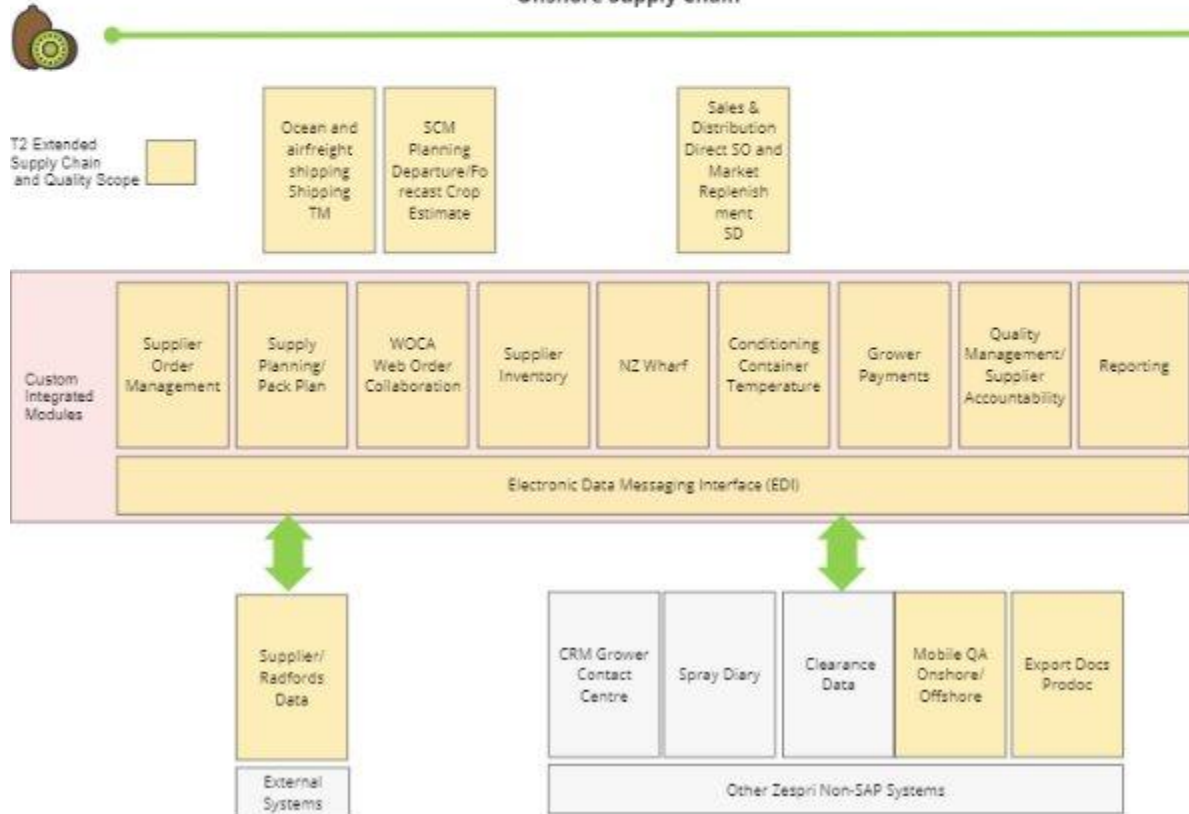 Onshore Supply Chain
T2 Extended
Supply Chain
and Quality Scope
Ocean and
airfreight
shipping
Shipping
TM
SCM
Planning
Departure/Fo
recast Crop
Estimate
Sales &
Distribution
Direct SO and
Market
Replenish
ment
SD
Custom
Integrated
Modules
Supplier
Order
Management
Supply
Planning/
Pack Plan
WOCA
Web Order
Collaboration
Supplier
Inventory
NZ Wharf
Conditioning
Container
Temperature
Grower
Payments
Quality
Management/
Supplier
Accountability
Reporting
Electronic Data Messaging Interface (EDI)
Supplier/
Radfords
Data
External
Systems
CRM Grower
Contact
Centre
Spray Diary
Clearance
Data
Mobile QA
Onshore/
Offshore
Export Docs
Prodoc
Other Zespri Non-SAP Systems